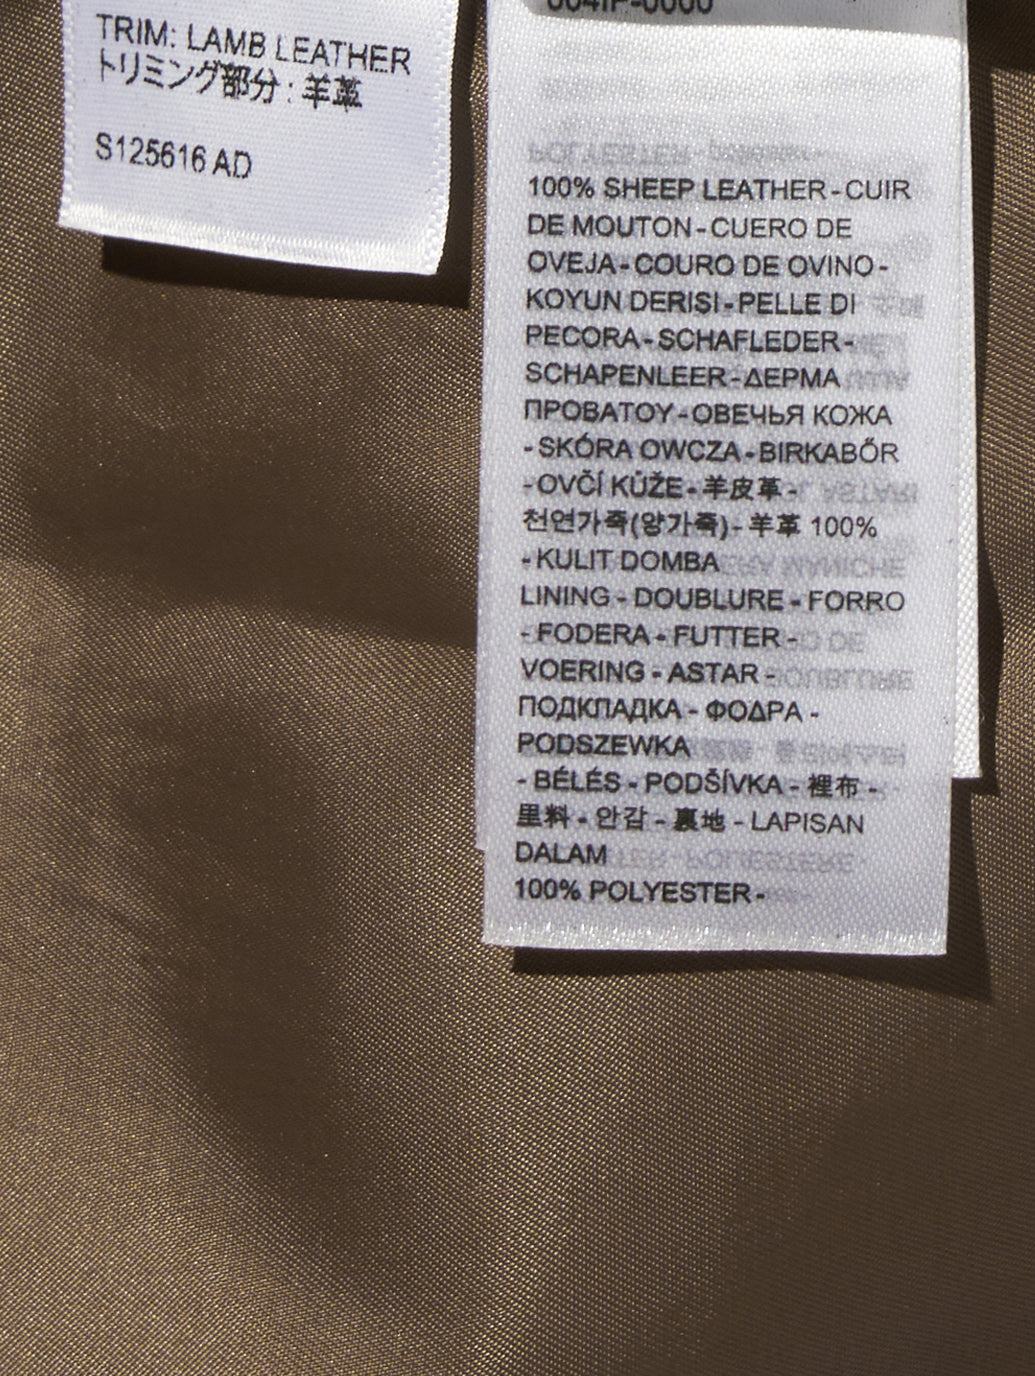 TRIM: LAMB LEATHER
トリミング部分 : 羊革
S125616 AD
100% SHEEP LEATHER - CUIR
DE MOUTON - CUERO DE
OVEJA - COURO DE OVINO -
KOYUN DERISI - PELLE DI
PECORA - SCHAFLEDER -
SCHAPENLEER - ΔΕΡΜΑ
ΠΡΟΒΑΤΟΥ - ОВЕЧЬЯ КОЖА
- SKÓRA OWCZA - BIRKABŐR
- OVČÍ KŮŽE - 羊皮革 -
천연가죽(양가죽) - 羊革 100%
- KULIT DOMBA
LINING - DOUBLURE - FORRO
- FODERA - FUTTER -
VOERING - ASTAR -
ПОДКЛАДКА - ΦΟΔΡΑ -
PODSZEWKA
- BÉLÉS - PODŠÍVKA - 裡布 -
里料 - 안감 - 裏地 - LAPISAN
DALAM
100% POLYESTER -